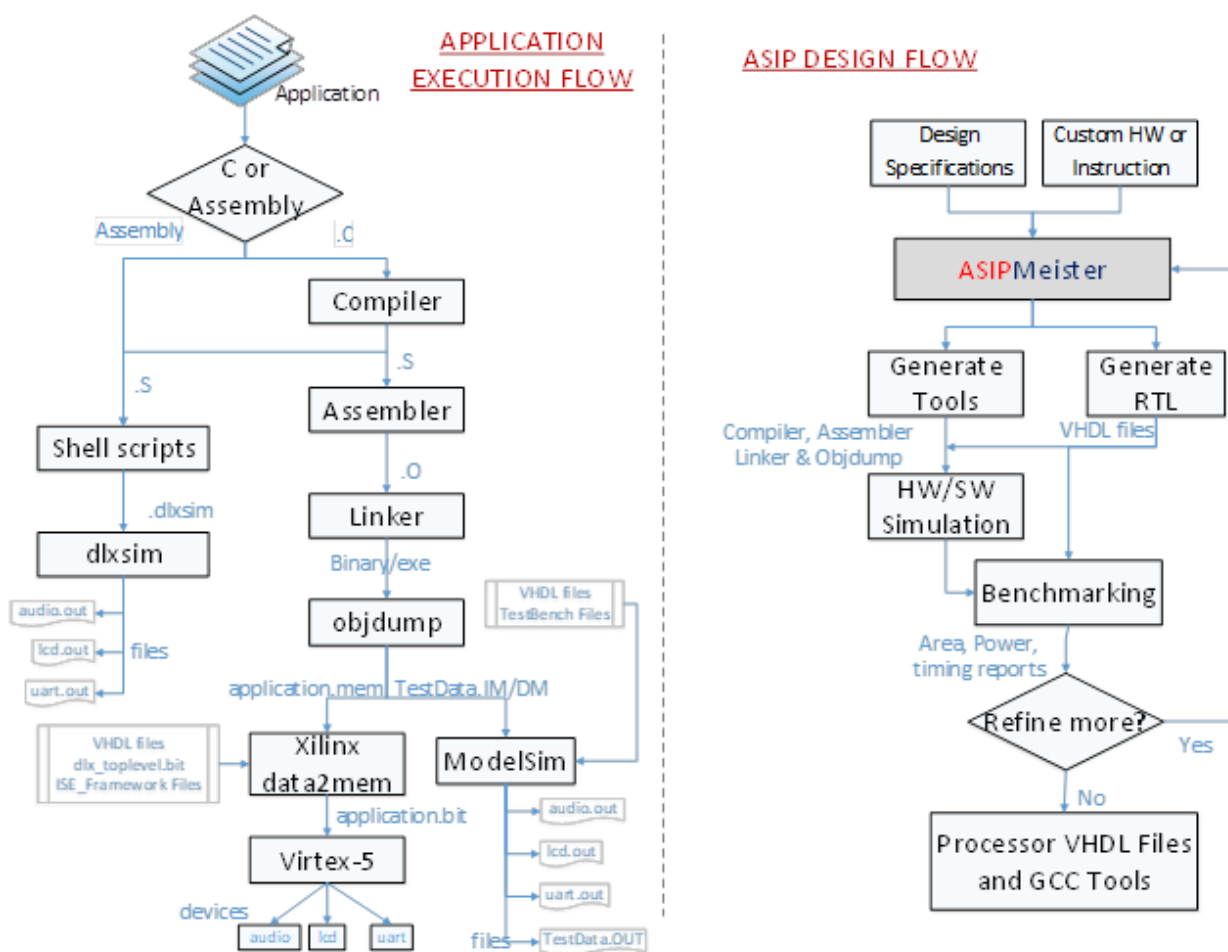 APPLICATION
EXECUTION FLOW
Application
C or
Assembly
Assembly
.C
Compiler
.S
.S
Assembler
Shell scripts
.O
.dlxsim
Linker
dlxsim
Binary/exe
audio.out
lcd.out
files
uart.out
objdump
VHDL files
TestBench Files
application.mem
TestData.IM/DM
VHDL files
dlx_toplevel.bit
ISE_Framework Files
Xilinx
data2mem
ModelSim
application.bit
audio.out
lcd.out
uart.out
TestData.OUT
files
Virtex-5
devices
audio
lcd
uart
ASIP DESIGN FLOW
Design
Specifications
Custom HW or
Instruction
ASIPMeister
Generate
Tools
Generate
RTL
Compiler, Assembler
Linker & Objdump
VHDL files
HW/SW
Simulation
Benchmarking
Area, Power,
timing reports
Refine more?
Yes
No
Processor VHDL Files
and GCC Tools